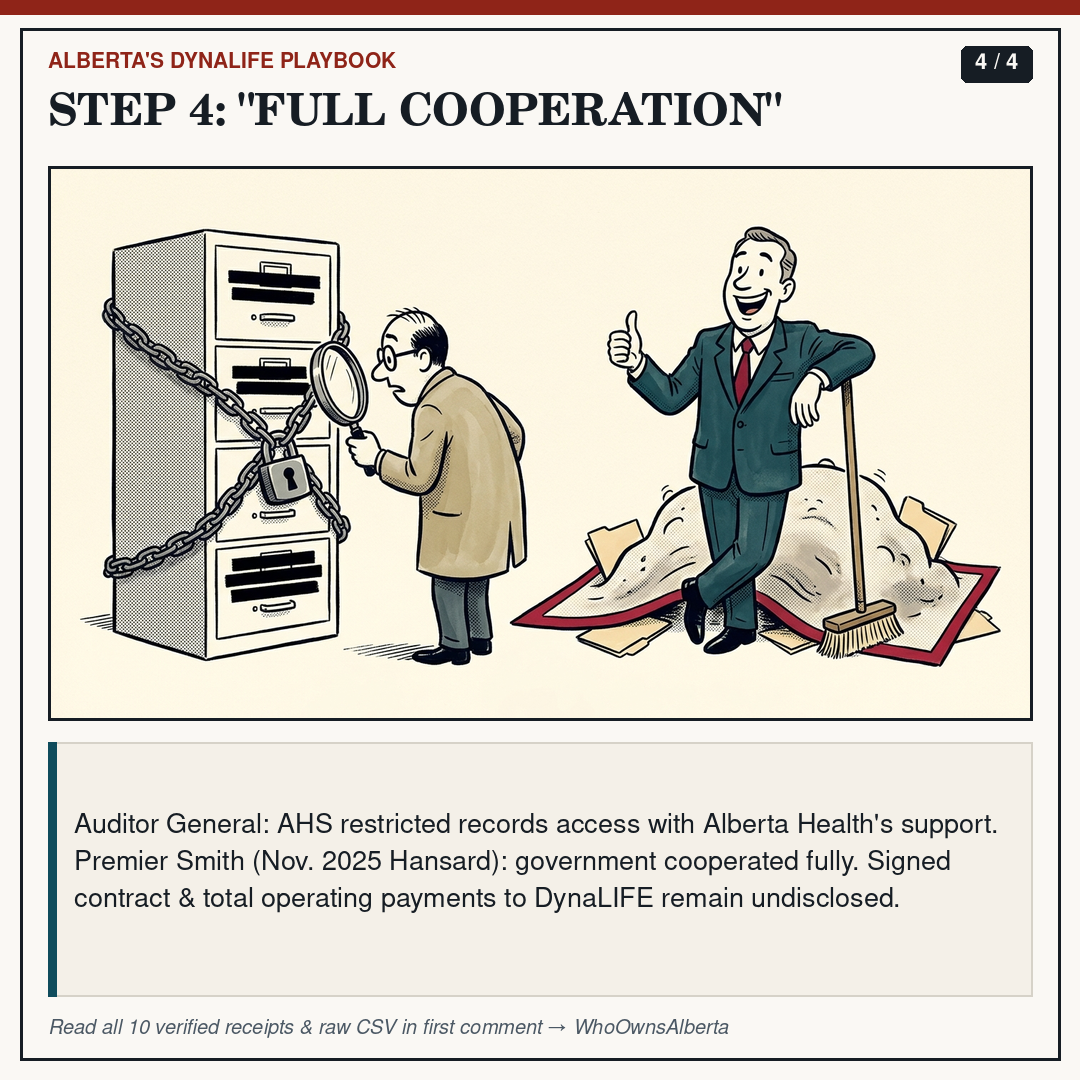 ALBERTA'S DYNALIFE PLAYBOOK
4 / 4
STEP 4: "FULL COOPERATION"
Auditor General: AHS restricted records access with Alberta Health's support.
Premier Smith (Nov. 2025 Hansard): government cooperated fully. Signed
contract & total operating payments to DynaLIFE remain undisclosed.
Read all 10 verified receipts & raw CSV in first comment → WhoOwnsAlberta